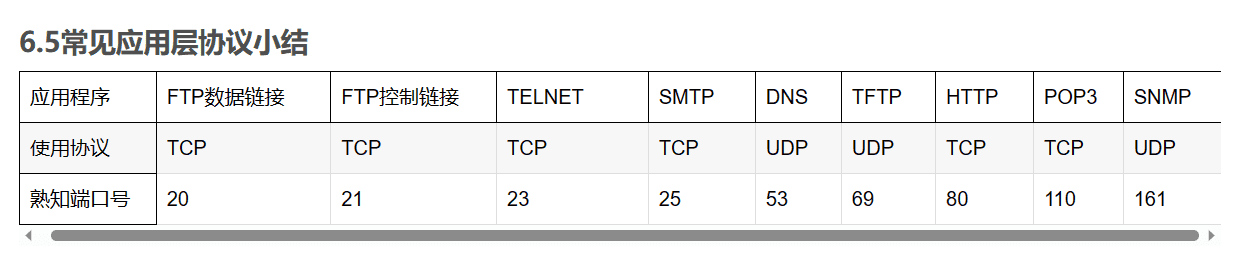 6.5常见应用层协议小结
应用程序 FTP数据链接 FTP控制链接 TELNET SMTP DNS TFTP HTTP POP3 SNMP
使用协议 TCP TCP TCP TCP UDP UDP TCP TCP UDP
熟知端口号 20 21 23 25 53 69 80 110 161